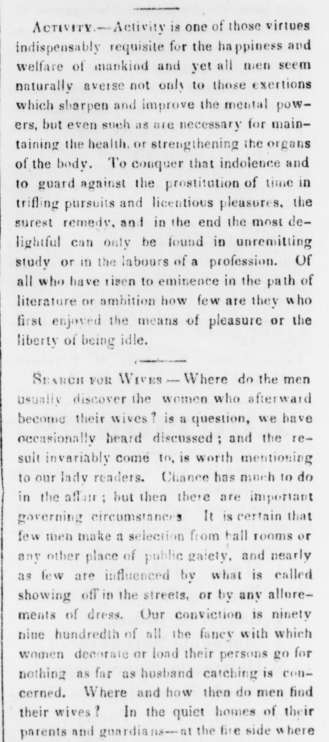 ACTIVITY.—Activity is one of those virtues
indispensably requisite for the happiness and
welfare of mankind and yet all men seem
naturally averse not only to those exertions
which sharpen and improve the mental pow-
ers, but even such as are necessary for main-
taining the health, or strengthening the organs
of the body. To conquer that indolence and
to guard against the prostitution of time in
trifling pursuits and licentious pleasures, the
surest remedy, and in the end the most de-
lightful can only be found in unremitting
study or in the labours of a profession. Of
all who have risen to eminence in the path of
literature or ambition how few are they who
first enjoyed the means of pleasure or the
liberty of being idle.
SEARCH FOR WIVES—Where do the men
usually discover the women who afterward
become their wives? is a question, we have
occasionally heard discussed; and the re-
sult invariably come to, is worth mentioning
to our lady readers. Chance has much to do
in the affair; but then there are important
governing circumstances It is certain that
few men make a selection from ball rooms or
any other place of public gaiety, and nearly
as few are influenced by what is called
showing off in the streets, or by any allure-
ments of dress. Our conviction is ninety
nine hundredth of all the fancy with which
women decorate or load their persons go for
nothing as far as husband catching is con-
cerned. Where and how then do men find
their wives? In the quiet homes of their
parents and guardians—at the fire side where